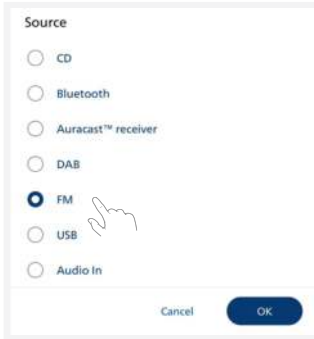 Source
CD
Bluetooth
Auracast™ receiver
DAB
FM
USB
Audio In
Cancel OK